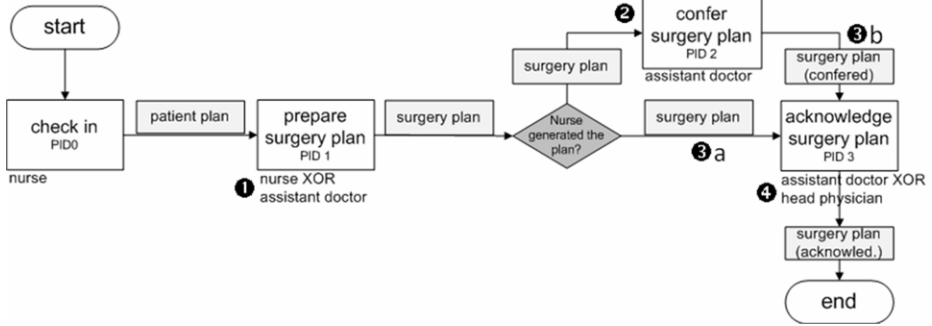 start
check in
PID0
nurse
patient plan
prepare
surgery plan
PID 1
❶ nurse XOR
assistant doctor
surgery plan
Nurse
generated the
plan?
surgery plan
❷
confer
surgery plan
PID 2
assistant doctor
❸b
surgery plan
(confered)
surgery plan
❸a
acknowledge
surgery plan
PID 3
❹ assistant doctor XOR
head physician
surgery plan
(acknowled.)
end